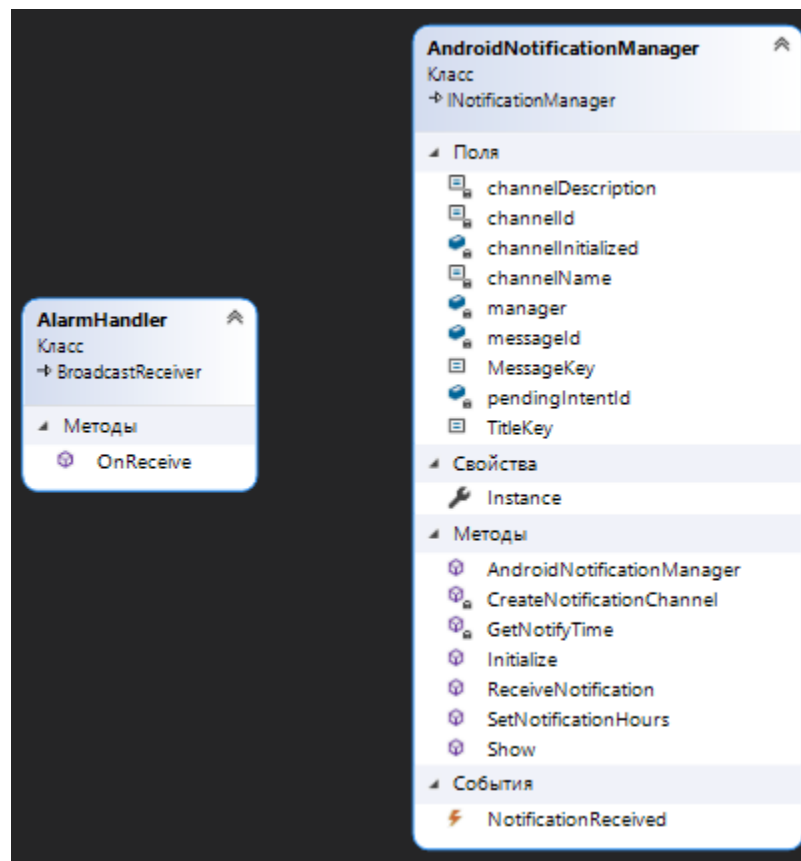 AlarmHandler
Класс
BroadcastReceiver
Методы
OnReceive
AndroidNotificationManager
Класс
INotificationManager
Поля
channelDescription
channelId
channelInitialized
channelName
manager
messageId
MessageKey
pendingIntentId
TitleKey
Свойства
Instance
Методы
AndroidNotificationManager
CreateNotificationChannel
GetNotifyTime
Initialize
ReceiveNotification
SetNotificationHours
Show
События
NotificationReceived